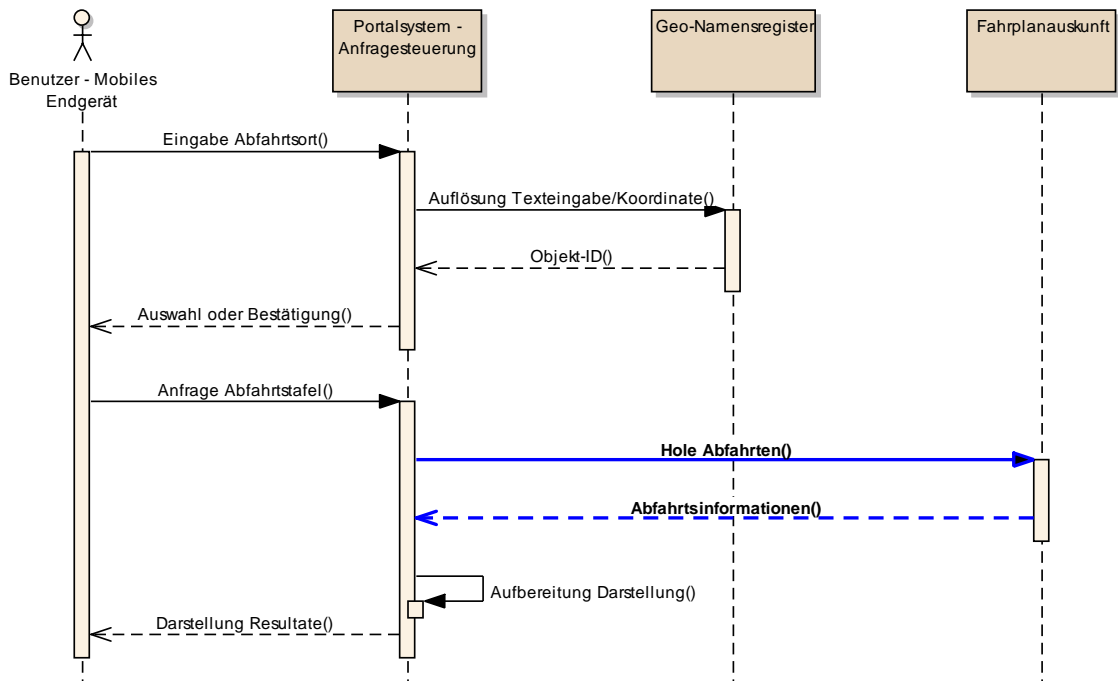 Benutzer - Mobiles
Endgerät
Portalsystem -
Anfragesteuerung
Geo-Namensregister
Fahrplanauskunft
Eingabe Abfahrtsort()
Auflösung Texteingabe/Koordinate()
Objekt-ID()
Auswahl oder Bestätigung()
Anfrage Abfahrtstafel()
Hole Abfahrten()
Abfahrtsinformationen()
Aufbereitung Darstellung()
Darstellung Resultate()